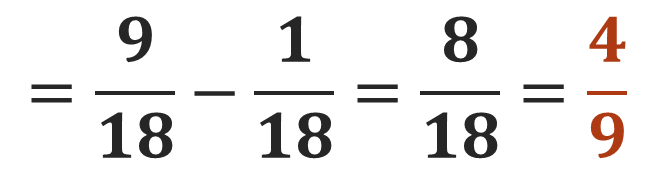 = 9/18 − 1/18 = 8/18 = 4/9